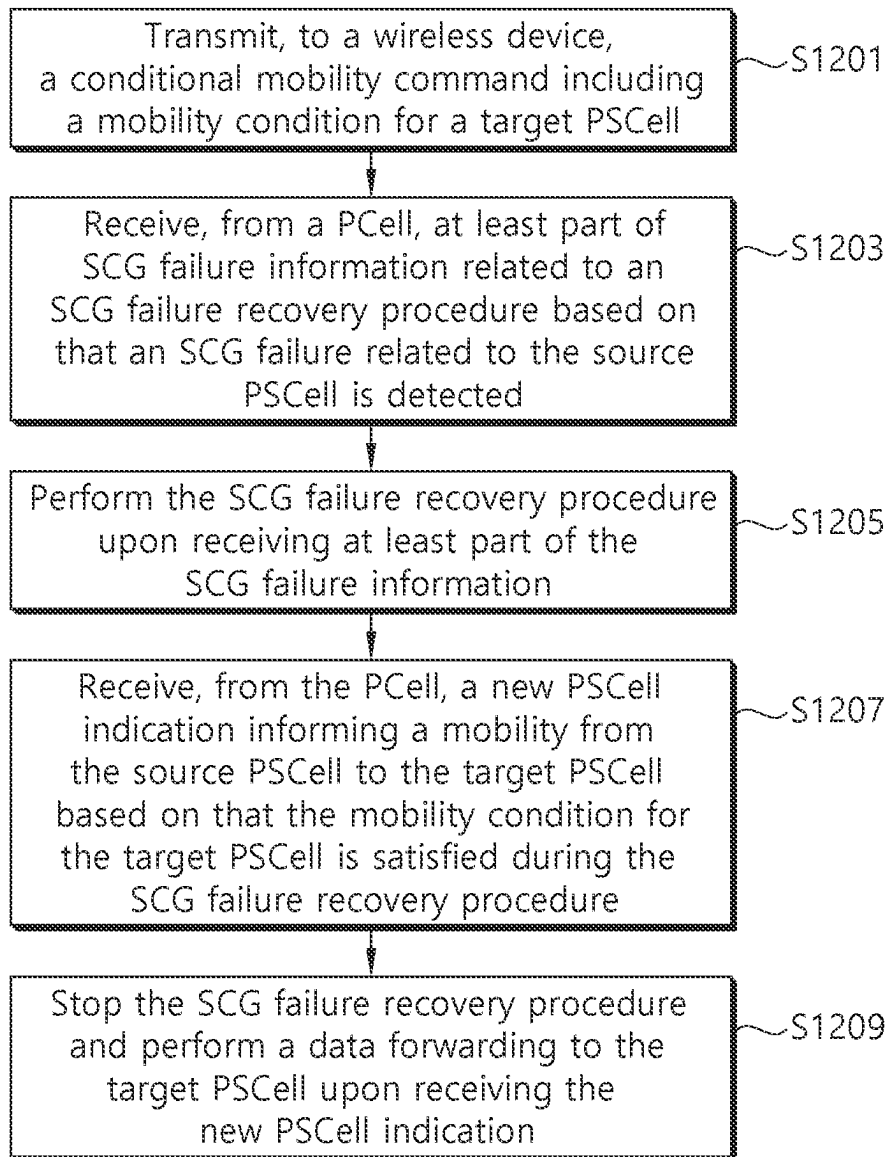 Transmit, to a wireless device,
a conditional mobility command including
a mobility condition for a target PSCell
S1201
Receive, from a PCell, at least part of
SCG failure information related to an
SCG failure recovery procedure based on
that an SCG failure related to the source
PSCell is detected
S1203
Perform the SCG failure recovery procedure
upon receiving at least part of the
SCG failure information
S1205
Receive, from the PCell, a new PSCell
indication informing a mobility from
the source PSCell to the target PSCell
based on that the mobility condition for
the target PSCell is satisfied during the
SCG failure recovery procedure
S1207
Stop the SCG failure recovery procedure
and perform a data forwarding to the
target PSCell upon receiving the
new PSCell indication
S1209